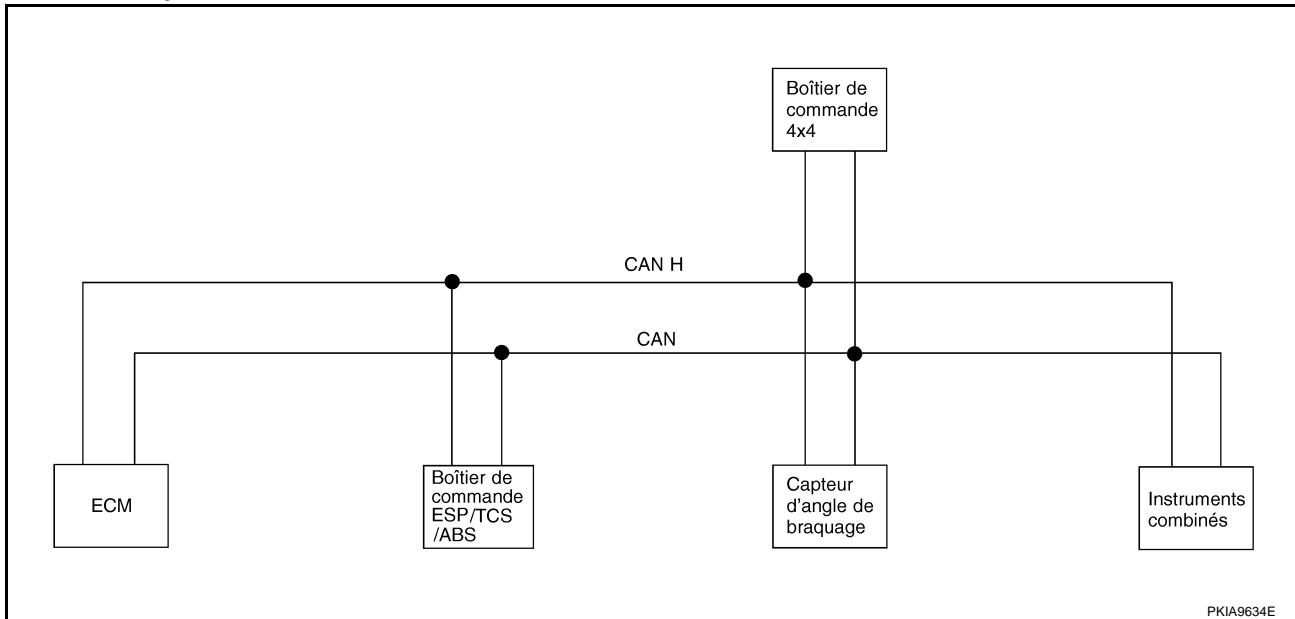 Boîtier de
commande
4x4
CAN H
CAN
ECM
Boîtier de
commande
ESP/TCS
/ABS
Capteur
d'angle de
braquage
Instruments
combinés
PKIA9634E